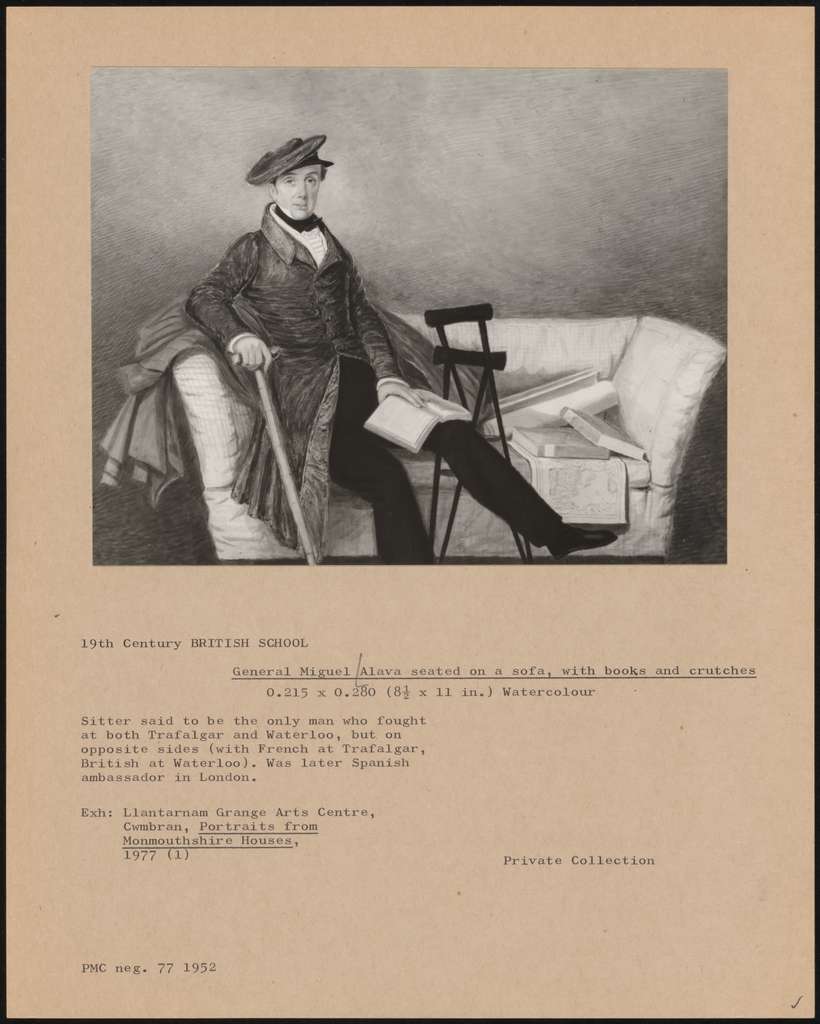 19th Century BRITISH SCHOOL
General Miguel Alava seated on a sofa, with books and crutches
0.215 x 0.280 (8½ x 11 in.) Watercolour
Sitter said to be the only man who fought
at both Trafalgar and Waterloo, but on
opposite sides (with French at Trafalgar,
British at Waterloo). Was later Spanish
ambassador in London.
Exh: Llantarnam Grange Arts Centre,
Cwmbran, Portraits from
Monmouthshire Houses,
1977 (1)
Private Collection
PMC neg. 77 1952